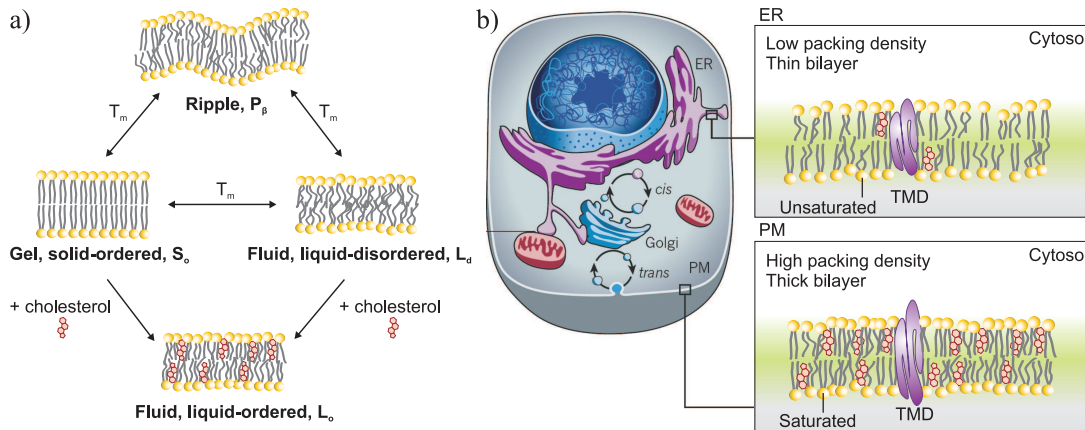 a)
Ripple, Pβ
Tm
Tm
Tm
Gel, solid-ordered, So
Fluid, liquid-disordered, Ld
+ cholesterol
+ cholesterol
Fluid, liquid-ordered, Lo
b)
ER
cis
Golgi
trans
PM
ER
Low packing density
Thin bilayer
Cytoso
Unsaturated
TMD
PM
High packing density
Thick bilayer
Cytoso
Saturated
TMD